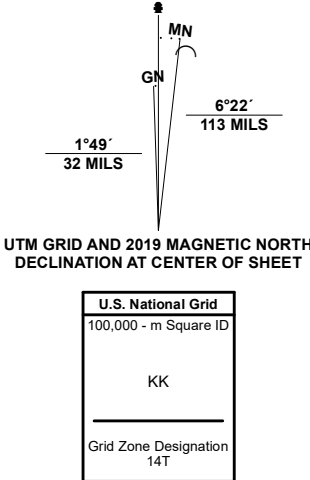 MN
GN
6°22´
113 MILS
1°49´
32 MILS
UTM GRID AND 2019 MAGNETIC NORTH
DECLINATION AT CENTER OF SHEET
U.S. National Grid
100,000 - m Square ID
KK
Grid Zone Designation
14T